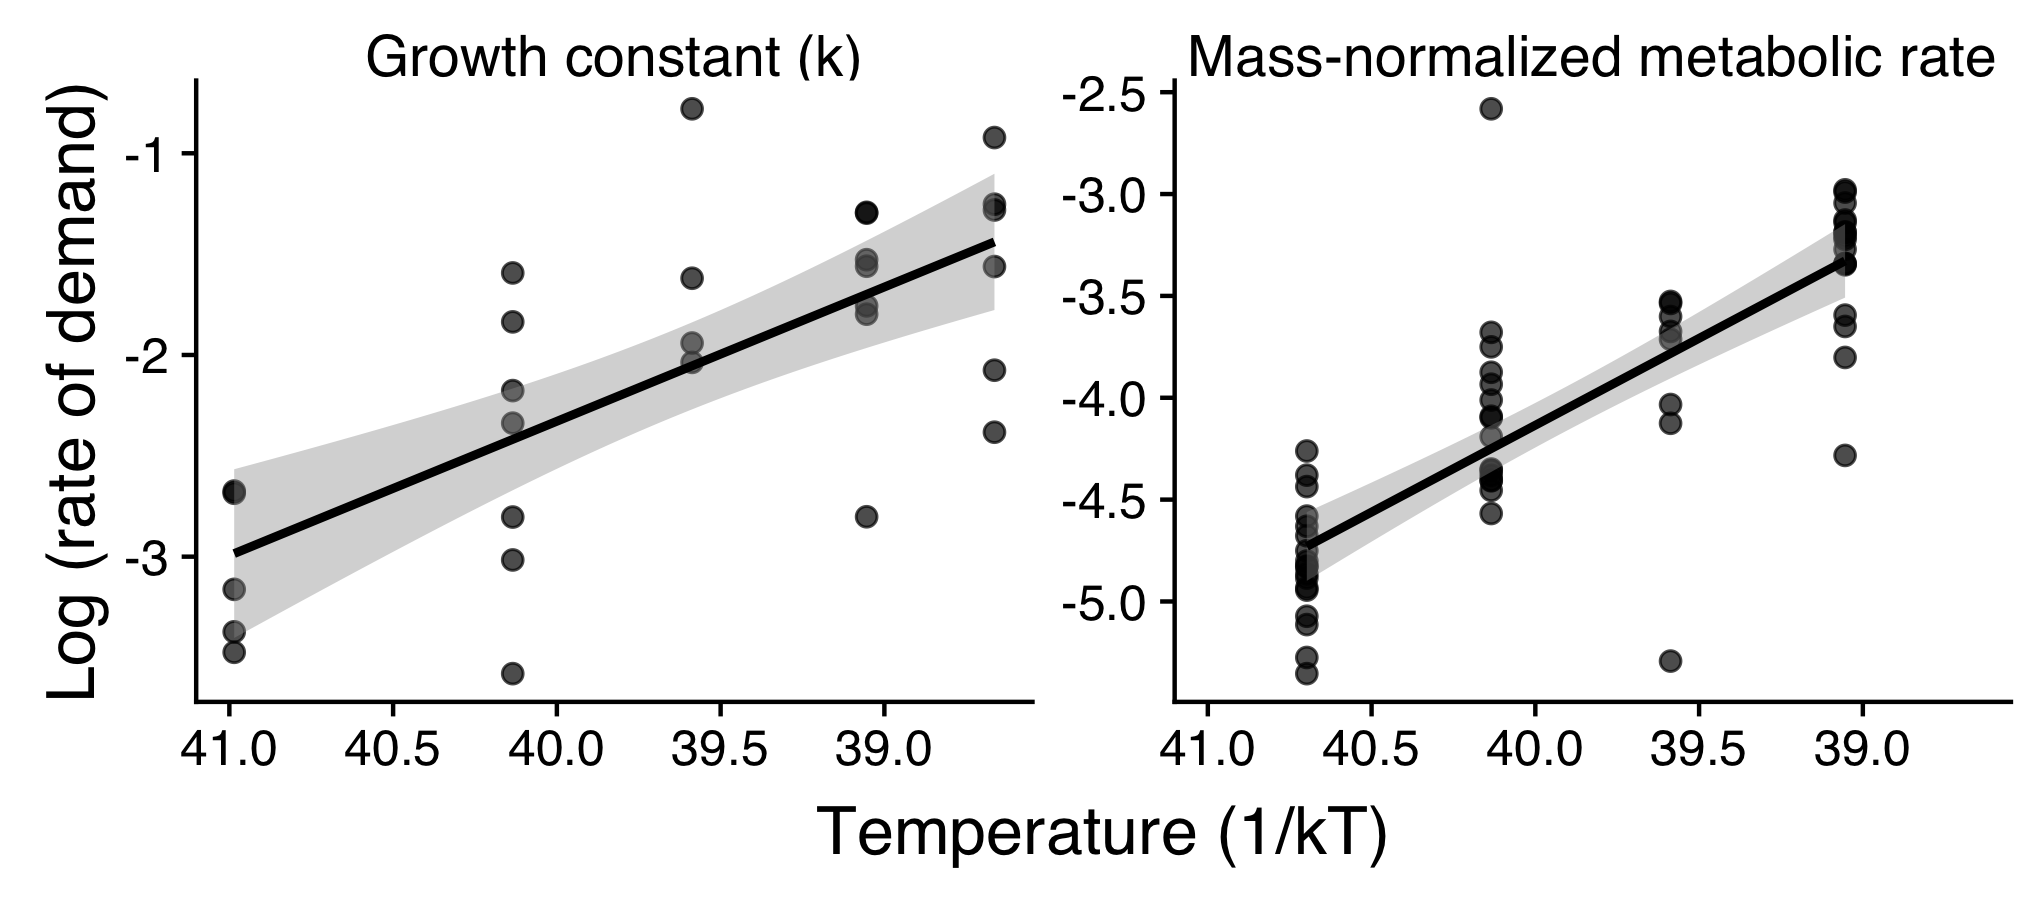 Growth constant (k)
Mass-normalized metabolic rate
Log (rate of demand)
-1
-2
-3
41.0 40.5 40.0 39.5 39.0
-2.5
-3.0
-3.5
-4.0
-4.5
-5.0
41.0 40.5 40.0 39.5 39.0
Temperature (1/kT)